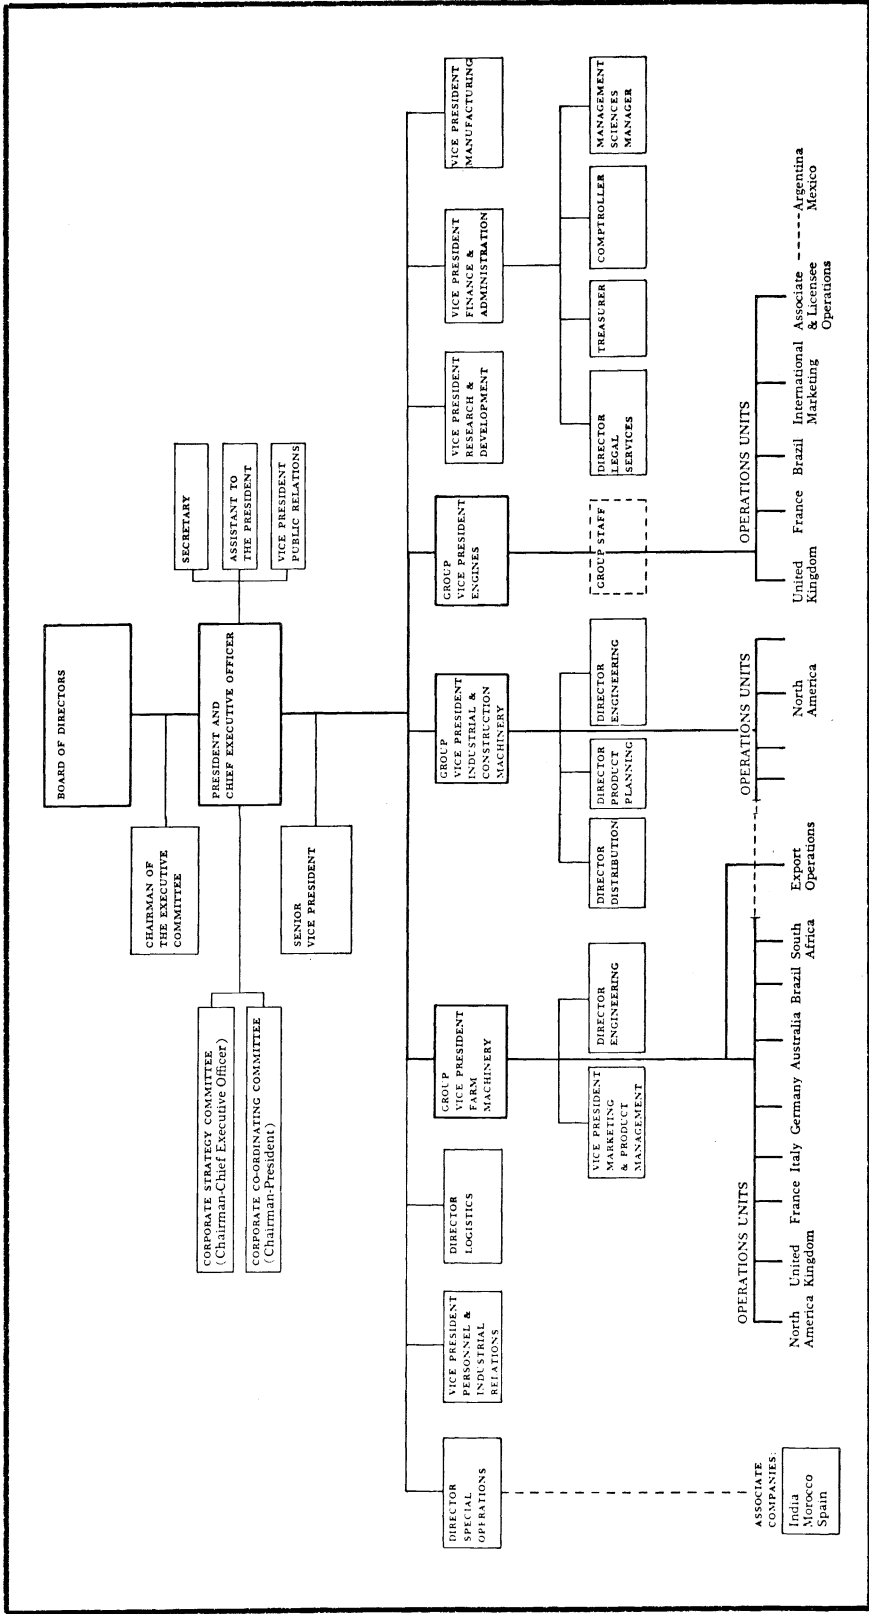 BOARD OF DIRECTORS
CHAIRMAN OF
THE EXECUTIVE
COMMITTEE
PRESIDENT AND
CHIEF EXECUTIVE OFFICER
SECRETARY
ASSISTANT TO
THE PRESIDENT
VICE PRESIDENT
PUBLIC RELATIONS
CORPORATE STRATEGY COMMITTEE
(Chairman-Chief Executive Officer)
CORPORATE CO-ORDINATING COMMITTEE
(Chairman-President)
SENIOR
VICE PRESIDENT
DIRECTOR
SPECIAL
OPERATIONS
VICE PRESIDENT
PERSONNEL &
INDUSTRIAL
RELATIONS
DIRECTOR
LOGISTICS
GROUP
VICE PRESIDENT
FARM
MACHINERY
GROUP
VICE PRESIDENT
INDUSTRIAL &
CONSTRUCTION
MACHINERY
GROUP
VICE PRESIDENT
ENGINES
VICE PRESIDENT
RESEARCH &
DEVELOPMENT
VICE PRESIDENT
FINANCE &
ADMINISTRATION
VICE PRESIDENT
MANUFACTURING
VICE PRESIDENT
MARKETING
& PRODUCT
MANAGEMENT
DIRECTOR
ENGINEERING
DIRECTOR
DISTRIBUTION
DIRECTOR
PRODUCT
PLANNING
DIRECTOR
ENGINEERING
GROUP STAFF
DIRECTOR
LEGAL
SERVICES
TREASURER
COMPTROLLER
MANAGEMENT
SCIENCES
MANAGER
ASSOCIATE
COMPANIES:
India
Morocco
Spain
OPERATIONS UNITS
North
America
United
Kingdom
France
Italy
Germany
Australia
Brazil
South
Africa
Export
Operations
OPERATIONS UNITS
North
America
OPERATIONS UNITS
United
Kingdom
France
Brazil
International
Marketing
Associate
& Licensee
Operations
Argentina
Mexico